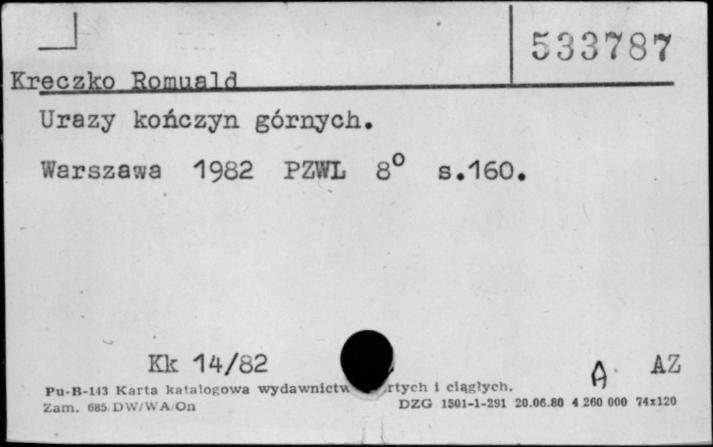 533787
Kreczko Romuald
Urazy kończyn górnych.
Warszawa 1982 PZWL 8° s.160.
Kk 14/82 A AZ
Pu-B-143 Karta katalogowa wydawnictw rtych i ciągłych.
Zam. 685. DW/WA/On DZG 1501-1-291 20.06.80 4 260 000 74x120